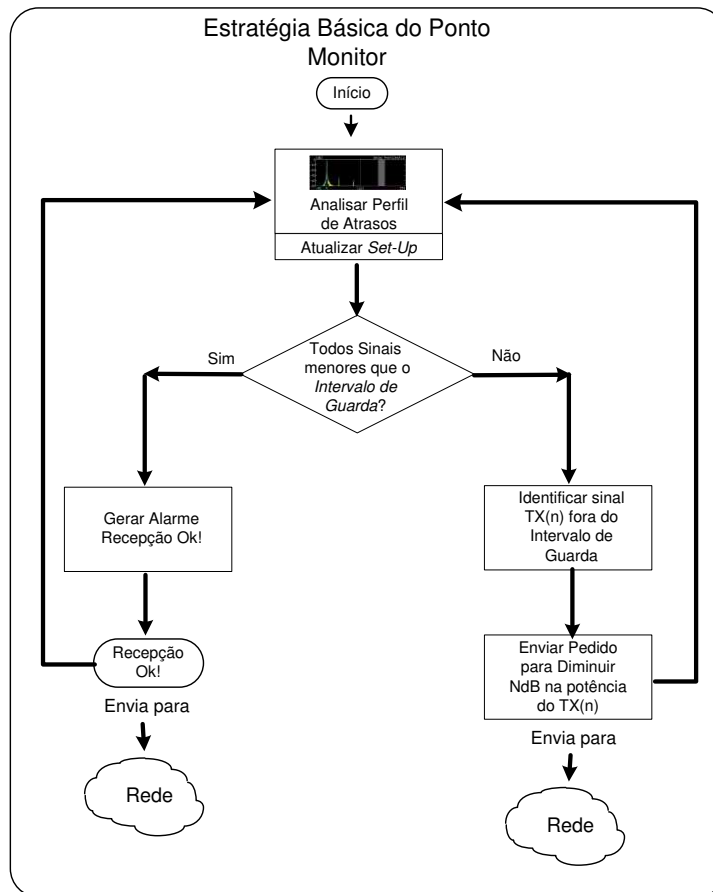 Estratégia Básica do Ponto
Monitor
Início
Analisar Perfil
de Atrasos
Atualizar Set-Up
Todos Sinais
menores que o
Intervalo de
Guarda?
Sim
Não
Gerar Alarme
Recepção Ok!
Recepção
Ok!
Envia para
Rede
Identificar sinal
TX(n) fora do
Intervalo de
Guarda
Enviar Pedido
para Diminuir
NdB na potência
do TX(n)
Envia para
Rede